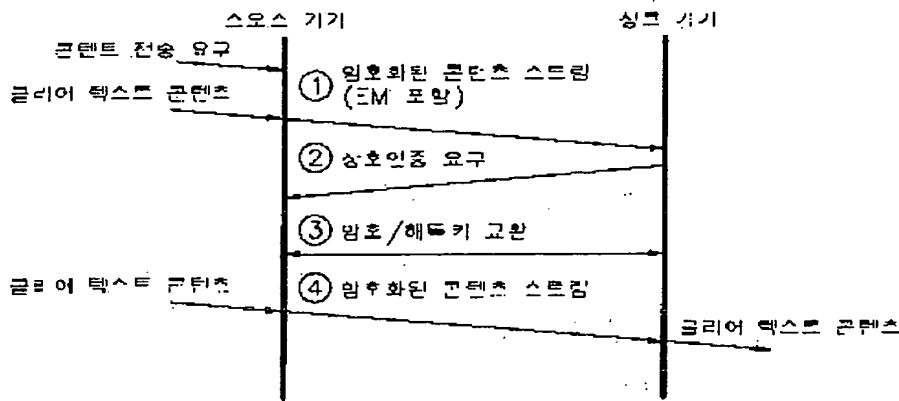 소오스 기기
싱크 기기
콘텐트 전송 요구
클리어 텍스트 콘텐츠
① 암호화된 콘텐츠 스트림
(EMI 포함)
② 상호인증 요구
③ 암호/해독키 교환
클리어 텍스트 콘텐츠
④ 암호화된 콘텐츠 스트림
클리어 텍스트 콘텐츠